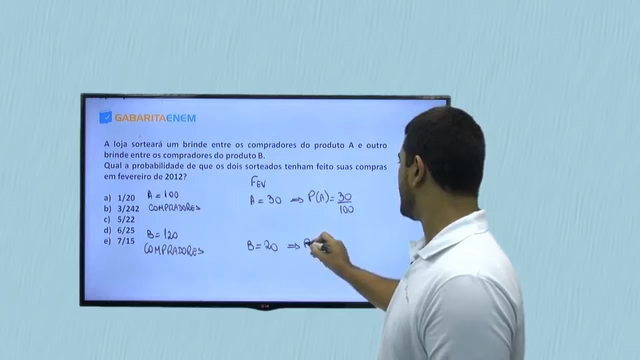 GABARITAENEM
A loja sorteará um brinde entre os compradores do produto A e outro
brinde entre os compradores do produto B.
Qual a probabilidade de que os dois sorteados tenham feito suas compras
em fevereiro de 2012?
a) 1/20
b) 3/242
c) 5/22
d) 6/25
e) 7/15
A = 100
COMPRADORES
B = 120
COMPRADORES
FEV
A = 30 ⇒ P(A) = 30/100
B = 20 ⇒